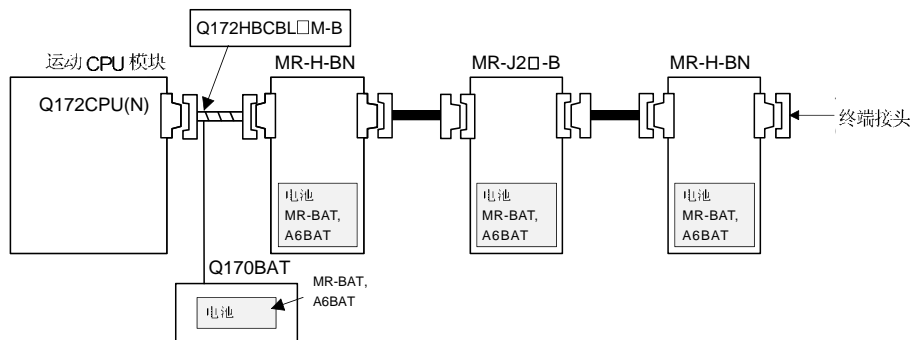 Q172HBCBL□M-B
运动 CPU 模块
MR-H-BN
MR-J2□-B
MR-H-BN
Q172CPU(N)
终端接头
电池
MR-BAT,
A6BAT
电池
MR-BAT,
A6BAT
电池
MR-BAT,
A6BAT
Q170BAT
MR-BAT,
A6BAT
电池